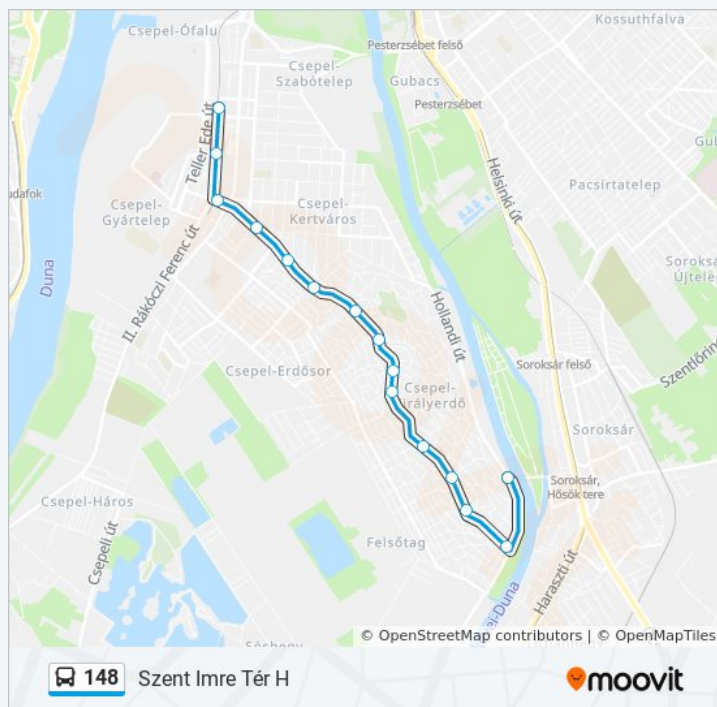 Csepel-Ófalu
Kossuthfalva
Pesterzsébet felső
Csepel-
Szabótelep
Gubacs
Pesterzsébet
Teller Ede út
Helsinki út
Csepel-
Gyártelep
Csepel-
Kertváros
Pacsirtatelep
II. Rákóczi Ferenc út
Duna
Hollandi út
Soroksár
Újtelep
Soroksár felső
Csepel-Erdősor
Csepel-
Királyerdő
Soroksár
Soroksár,
Hősök tere
Csepel-Háros
Csepeli út
Felsőtag
Haraszti út
© OpenStreetMap contributors | © OpenMapTiles
148 Szent Imre Tér H
moovit